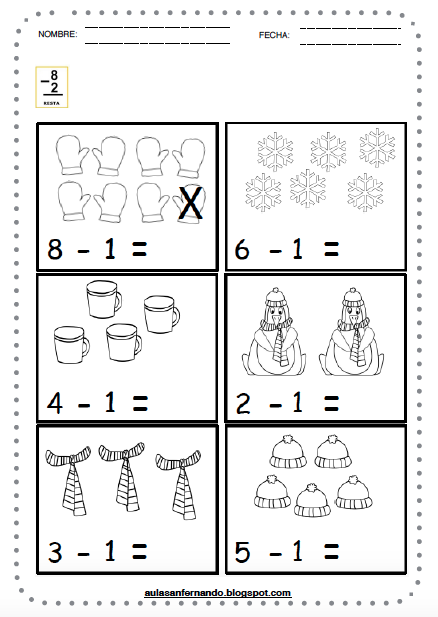 NOMBRE: FECHA:
- 8
2
RESTA
X
8 - 1 = 6 - 1 =
4 - 1 = 2 - 1 =
3 - 1 = 5 - 1 =
aulasanfernando.blogspot.com